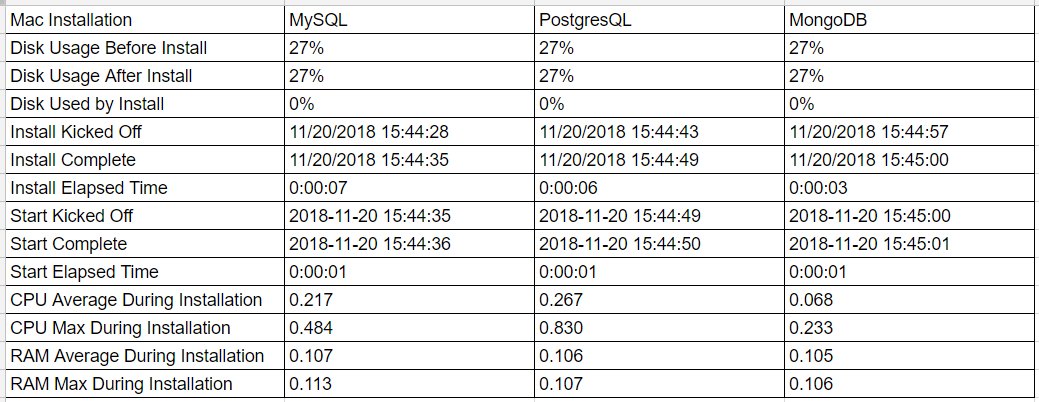 Mac Installation MySQL PostgresQL MongoDB
Disk Usage Before Install 27% 27% 27%
Disk Usage After Install 27% 27% 27%
Disk Used by Install 0% 0% 0%
Install Kicked Off 11/20/2018 15:44:28 11/20/2018 15:44:43 11/20/2018 15:44:57
Install Complete 11/20/2018 15:44:35 11/20/2018 15:44:49 11/20/2018 15:45:00
Install Elapsed Time 0:00:07 0:00:06 0:00:03
Start Kicked Off 2018-11-20 15:44:35 2018-11-20 15:44:49 2018-11-20 15:45:00
Start Complete 2018-11-20 15:44:36 2018-11-20 15:44:50 2018-11-20 15:45:01
Start Elapsed Time 0:00:01 0:00:01 0:00:01
CPU Average During Installation 0.217 0.267 0.068
CPU Max During Installation 0.484 0.830 0.233
RAM Average During Installation 0.107 0.106 0.105
RAM Max During Installation 0.113 0.107 0.106